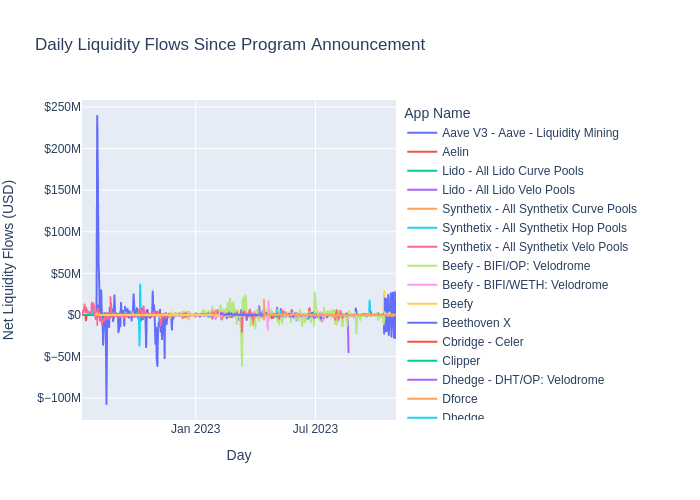 Daily Liquidity Flows Since Program Announcement
$250M
$200M
$150M
$100M
$50M
$0
−$50M
−$100M
Net Liquidity Flows (USD)
Jan 2023
Jul 2023
Day
App Name
Aave V3 - Aave - Liquidity Mining
Aelin
Lido - All Lido Curve Pools
Lido - All Lido Velo Pools
Synthetix - All Synthetix Curve Pools
Synthetix - All Synthetix Hop Pools
Synthetix - All Synthetix Velo Pools
Beefy - BIFI/OP: Velodrome
Beefy - BIFI/WETH: Velodrome
Beefy
Beethoven X
Cbridge - Celer
Clipper
Dhedge - DHT/OP: Velodrome
Dforce
Dhedge